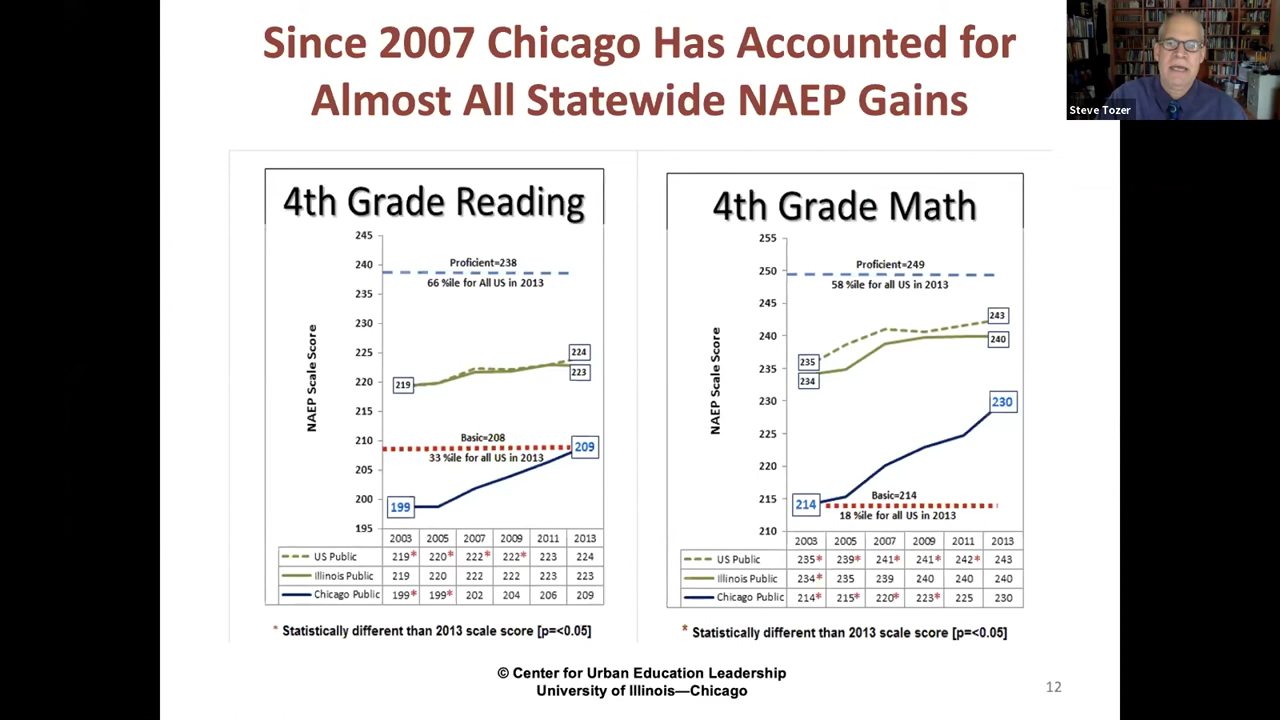 Since 2007 Chicago Has Accounted for
Almost All Statewide NAEP Gains
Steve Tozer
4th Grade Reading
245
240
235
230
225
220
215
210
205
200
195
NAEP Scale Score
Proficient=238
66 %ile for All US in 2013
219
224
223
Basic=208
33 %ile for all US in 2013
199
209
2003 2005 2007 2009 2011 2013
US Public 219* 220* 222* 222* 223 224
Illinois Public 219 220 222 222 223 223
Chicago Public 199* 199* 202 204 206 209
* Statistically different than 2013 scale score [p=<0.05]
4th Grade Math
255
250
245
240
235
230
225
220
215
210
NAEP Scale Score
Proficient=249
58 %ile for all US in 2013
235
234
243
240
230
214
Basic=214
18 %ile for all US in 2013
2003 2005 2007 2009 2011 2013
US Public 235* 239* 241* 241* 242* 243
Illinois Public 234* 235 239 240 240 240
Chicago Public 214* 215* 220* 223* 225 230
* Statistically different than 2013 scale score [p=<0.05]
© Center for Urban Education Leadership
University of Illinois—Chicago
12